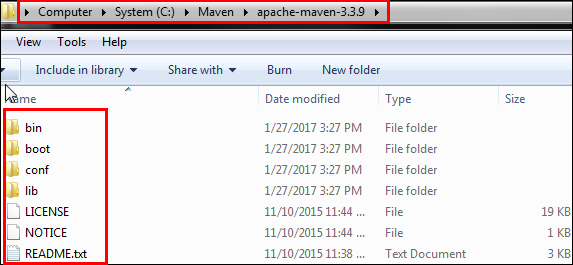 Computer System (C:) Maven apache-maven-3.3.9
View Tools Help
Include in library Share with Burn New folder
Name Date modified Type Size
bin 1/27/2017 3:27 PM File folder
boot 1/27/2017 3:27 PM File folder
conf 1/27/2017 3:27 PM File folder
lib 1/27/2017 3:27 PM File folder
LICENSE 11/10/2015 11:44 ... File 19 KB
NOTICE 11/10/2015 11:44 ... File 1 KB
README.txt 11/10/2015 11:38 ... Text Document 3 KB